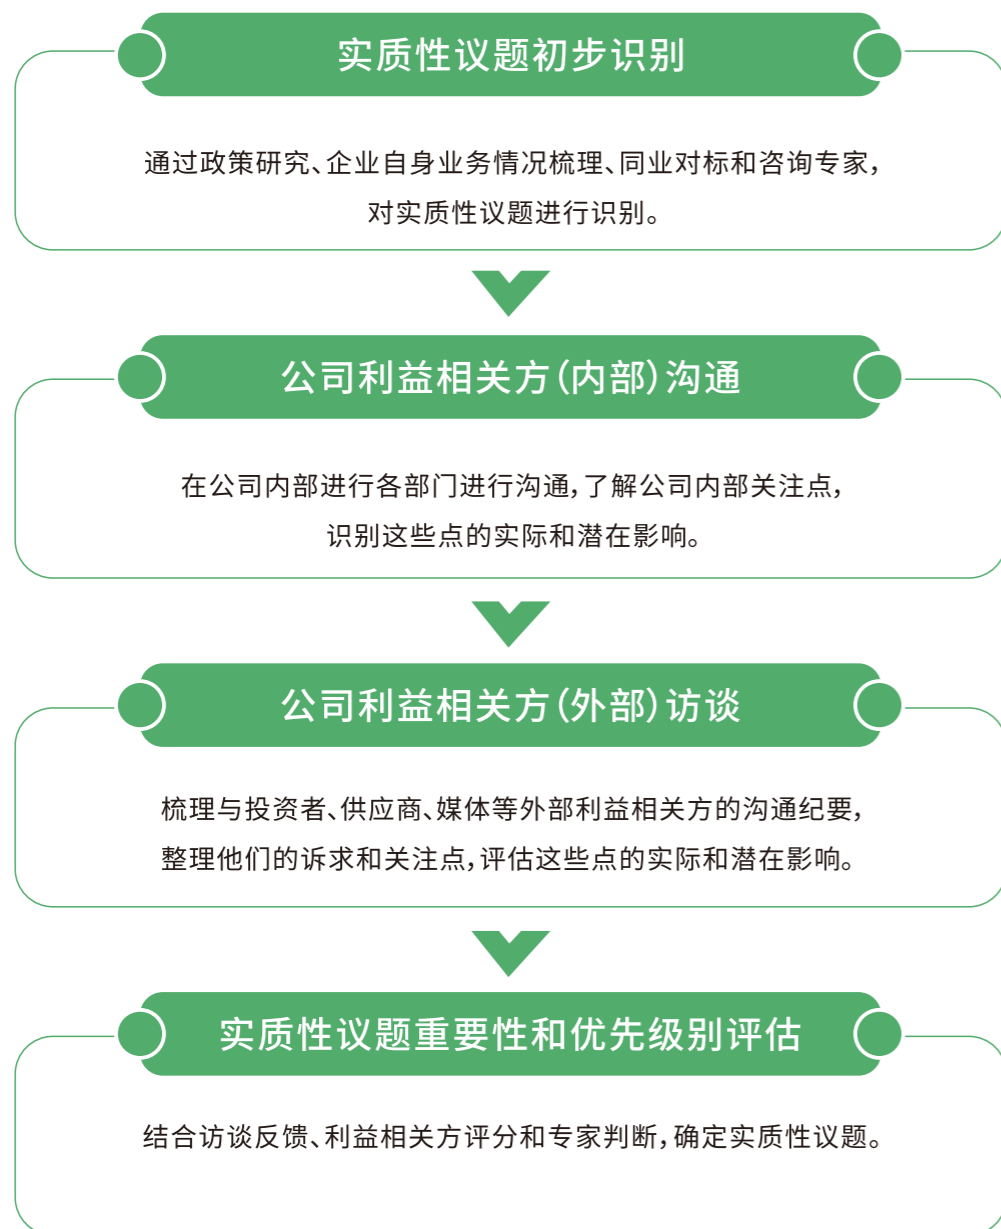 实质性议题初步识别
通过政策研究、企业自身业务情况梳理、同业对标和咨询专家，
对实质性议题进行识别。
公司利益相关方（内部）沟通
在公司内部进行各部门进行沟通，了解公司内部关注点，
识别这些点的实际和潜在影响。
公司利益相关方（外部）访谈
梳理与投资者、供应商、媒体等外部利益相关方的沟通纪要，
整理他们的诉求和关注点，评估这些点的实际和潜在影响。
实质性议题重要性和优先级别评估
结合访谈反馈、利益相关方评分和专家判断，确定实质性议题。